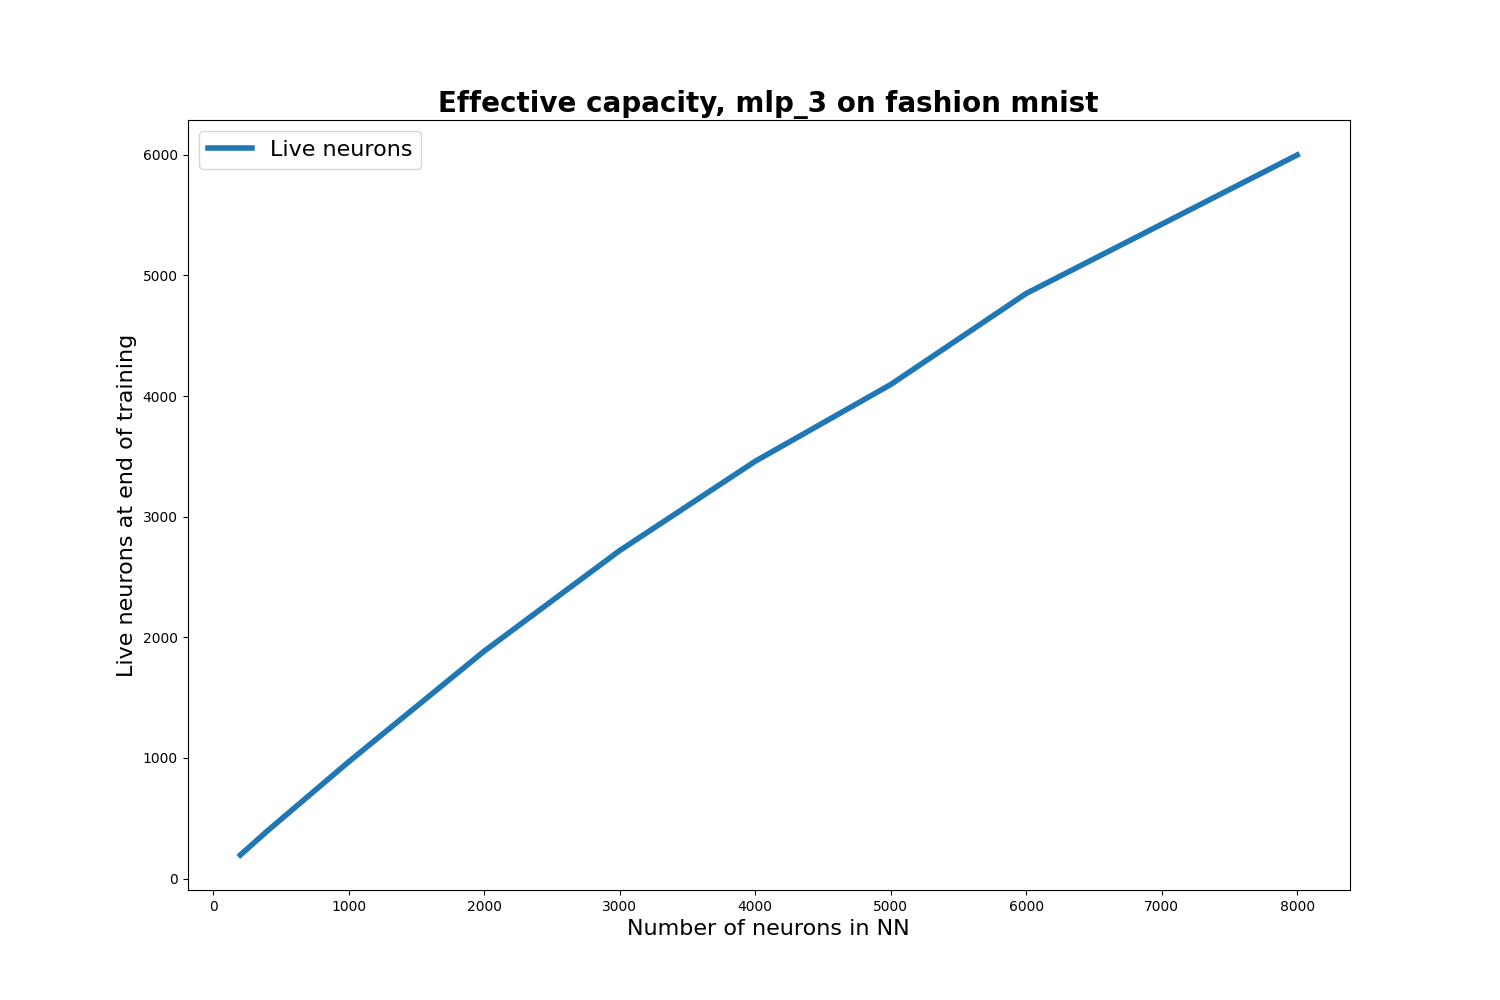 Effective capacity, mlp_3 on fashion mnist
Live neurons
6000
5000
4000
3000
2000
1000
0
Live neurons at end of training
0 1000 2000 3000 4000 5000 6000 7000 8000
Number of neurons in NN